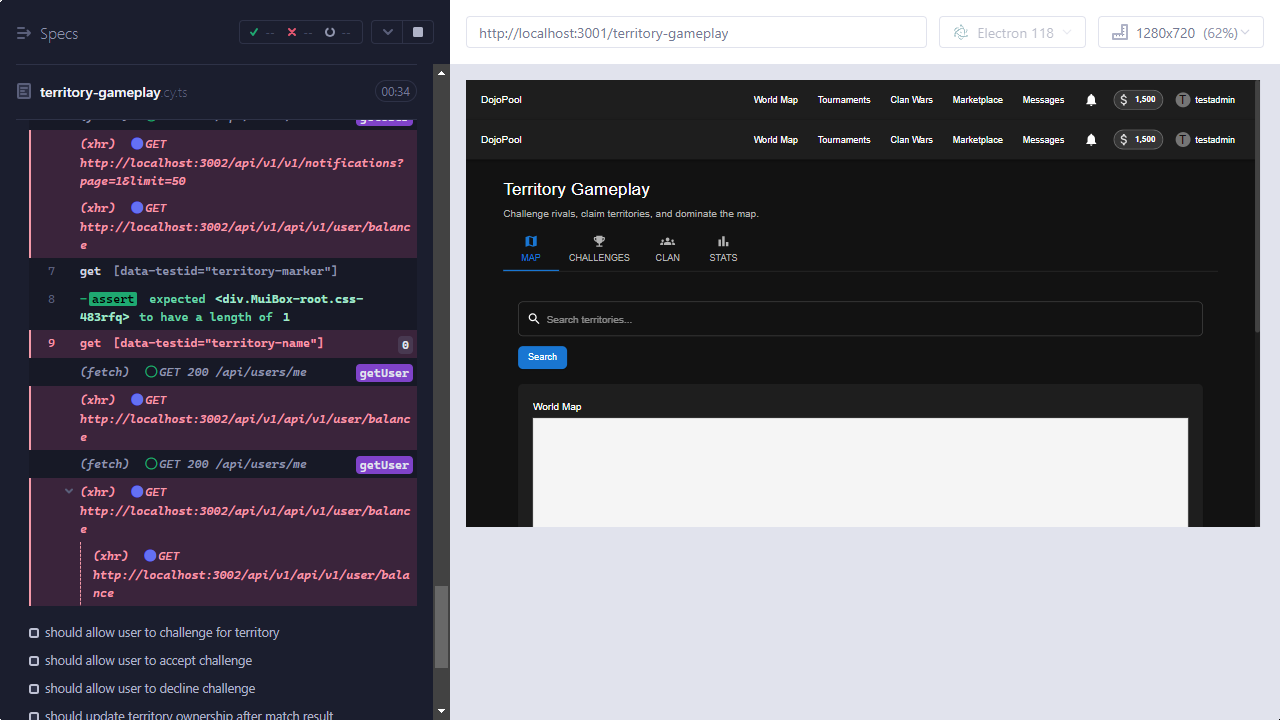 Specs
--
--
--
territory-gameplay.cy.ts
00:34
getUser
(xhr) GET
http://localhost:3002/api/v1/v1/notifications?
page=1&limit=50
(xhr) GET
http://localhost:3002/api/v1/api/v1/user/balanc
e
7 get [data-testid="territory-marker"]
8 -assert expected <div.MuiBox-root.css-
483rfq> to have a length of 1
9 get [data-testid="territory-name"] 0
(fetch) GET 200 /api/users/me getUser
(xhr) GET
http://localhost:3002/api/v1/api/v1/user/balanc
e
(fetch) GET 200 /api/users/me getUser
(xhr) GET
http://localhost:3002/api/v1/api/v1/user/balanc
e
(xhr) GET
http://localhost:3002/api/v1/api/v1/user/bala
nce
should allow user to challenge for territory
should allow user to accept challenge
should allow user to decline challenge
should update territory ownership after match result
http://localhost:3001/territory-gameplay
Electron 118
1280x720 (62%)
DojoPool World Map Tournaments Clan Wars Marketplace Messages $ 1,500 T testadmin
DojoPool World Map Tournaments Clan Wars Marketplace Messages $ 1,500 T testadmin
Territory Gameplay
Challenge rivals, claim territories, and dominate the map.
MAP CHALLENGES CLAN STATS
Search territories...
Search
World Map